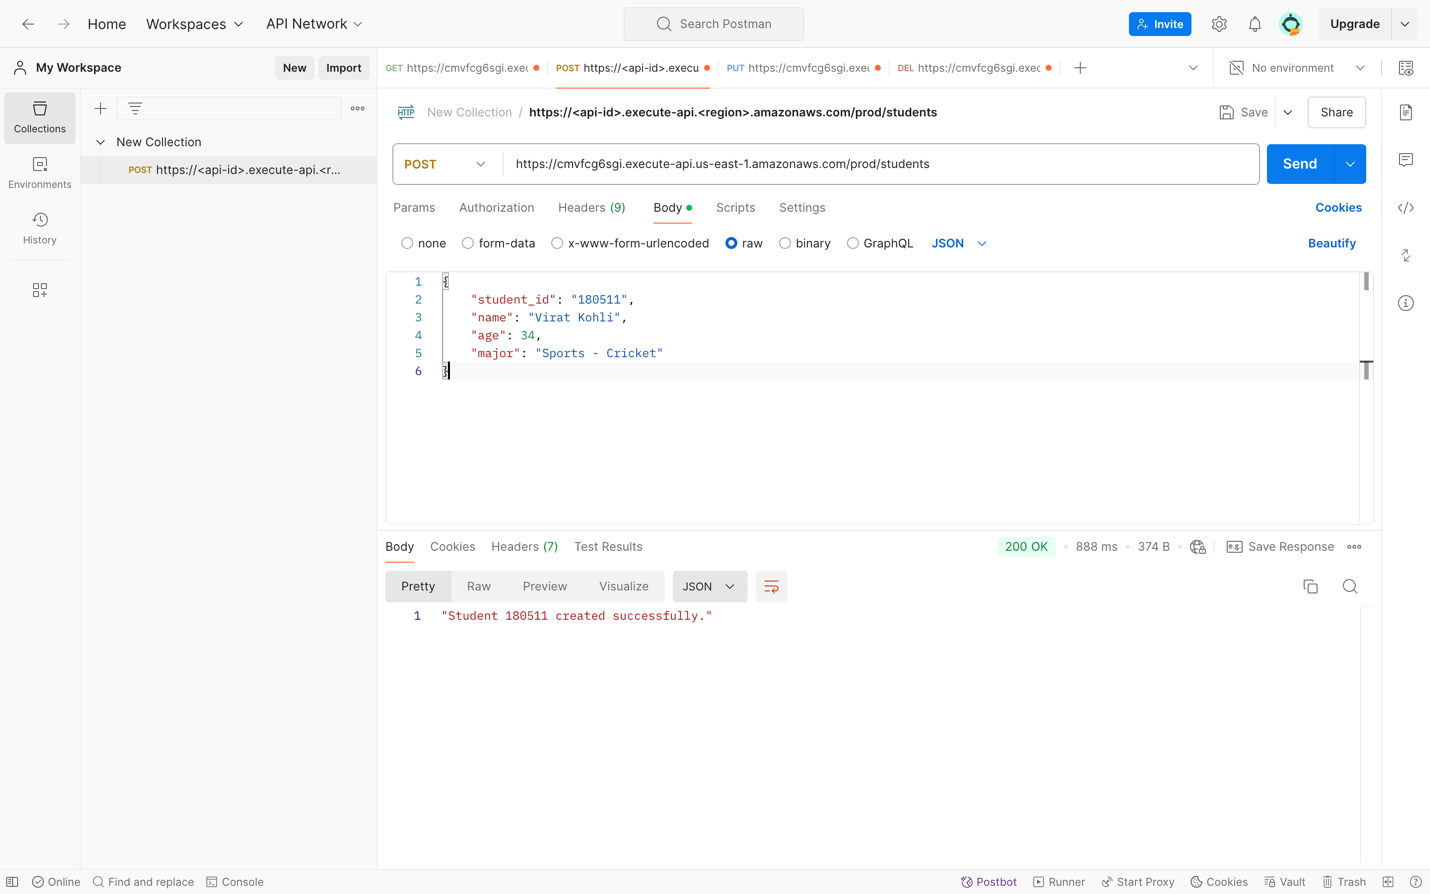 Home
Workspaces
API Network
Search Postman
Invite
Upgrade
My Workspace
New
Import
GET https://cmvfcg6sgi.exec
POST https://<api-id>.execu
PUT https://cmvfcg6sgi.exec
DEL https://cmvfcg6sgi.exec
No environment
Collections
Environments
History
New Collection
POST https://<api-id>.execute-api.<r...
HTTP New Collection / https://<api-id>.execute-api.<region>.amazonaws.com/prod/students
Save
Share
POST
https://cmvfcg6sgi.execute-api.us-east-1.amazonaws.com/prod/students
Send
Params Authorization Headers (9) Body Scripts Settings
Cookies
none form-data x-www-form-urlencoded raw binary GraphQL JSON
Beautify
1 {
2 "student_id": "180511",
3 "name": "Virat Kohli",
4 "age": 34,
5 "major": "Sports - Cricket"
6 }
Body Cookies Headers (7) Test Results
200 OK • 888 ms • 374 B
e.g. Save Response
Pretty Raw Preview Visualize JSON
1 "Student 180511 created successfully."
Online
Find and replace
Console
Postbot
Runner
Start Proxy
Cookies
Vault
Trash